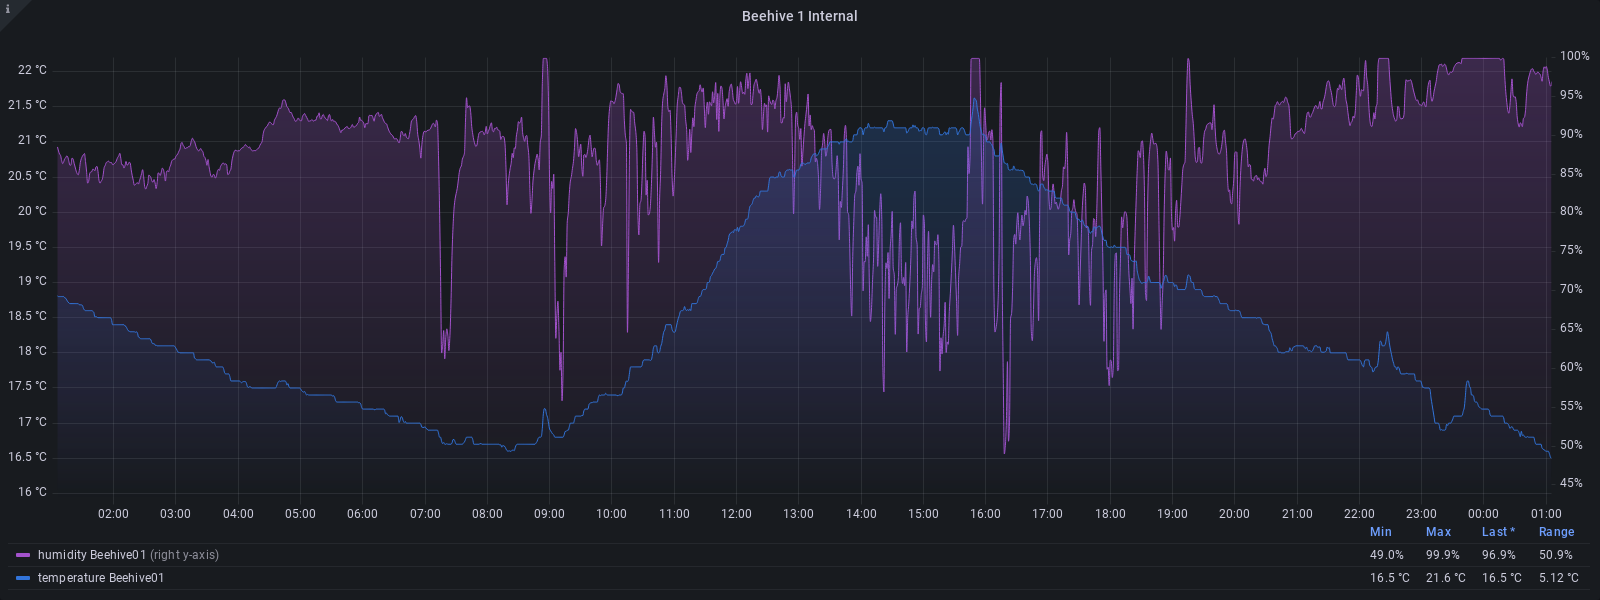 i
Beehive 1 Internal
22 °C
21.5 °C
21 °C
20.5 °C
20 °C
19.5 °C
19 °C
18.5 °C
18 °C
17.5 °C
17 °C
16.5 °C
16 °C
100%
95%
90%
85%
80%
75%
70%
65%
60%
55%
50%
45%
02:00 03:00 04:00 05:00 06:00 07:00 08:00 09:00 10:00 11:00 12:00 13:00 14:00 15:00 16:00 17:00 18:00 19:00 20:00 21:00 22:00 23:00 00:00 01:00
Min Max Last * Range
humidity Beehive01 (right y-axis) 49.0% 99.9% 96.9% 50.9%
temperature Beehive01 16.5 °C 21.6 °C 16.5 °C 5.12 °C